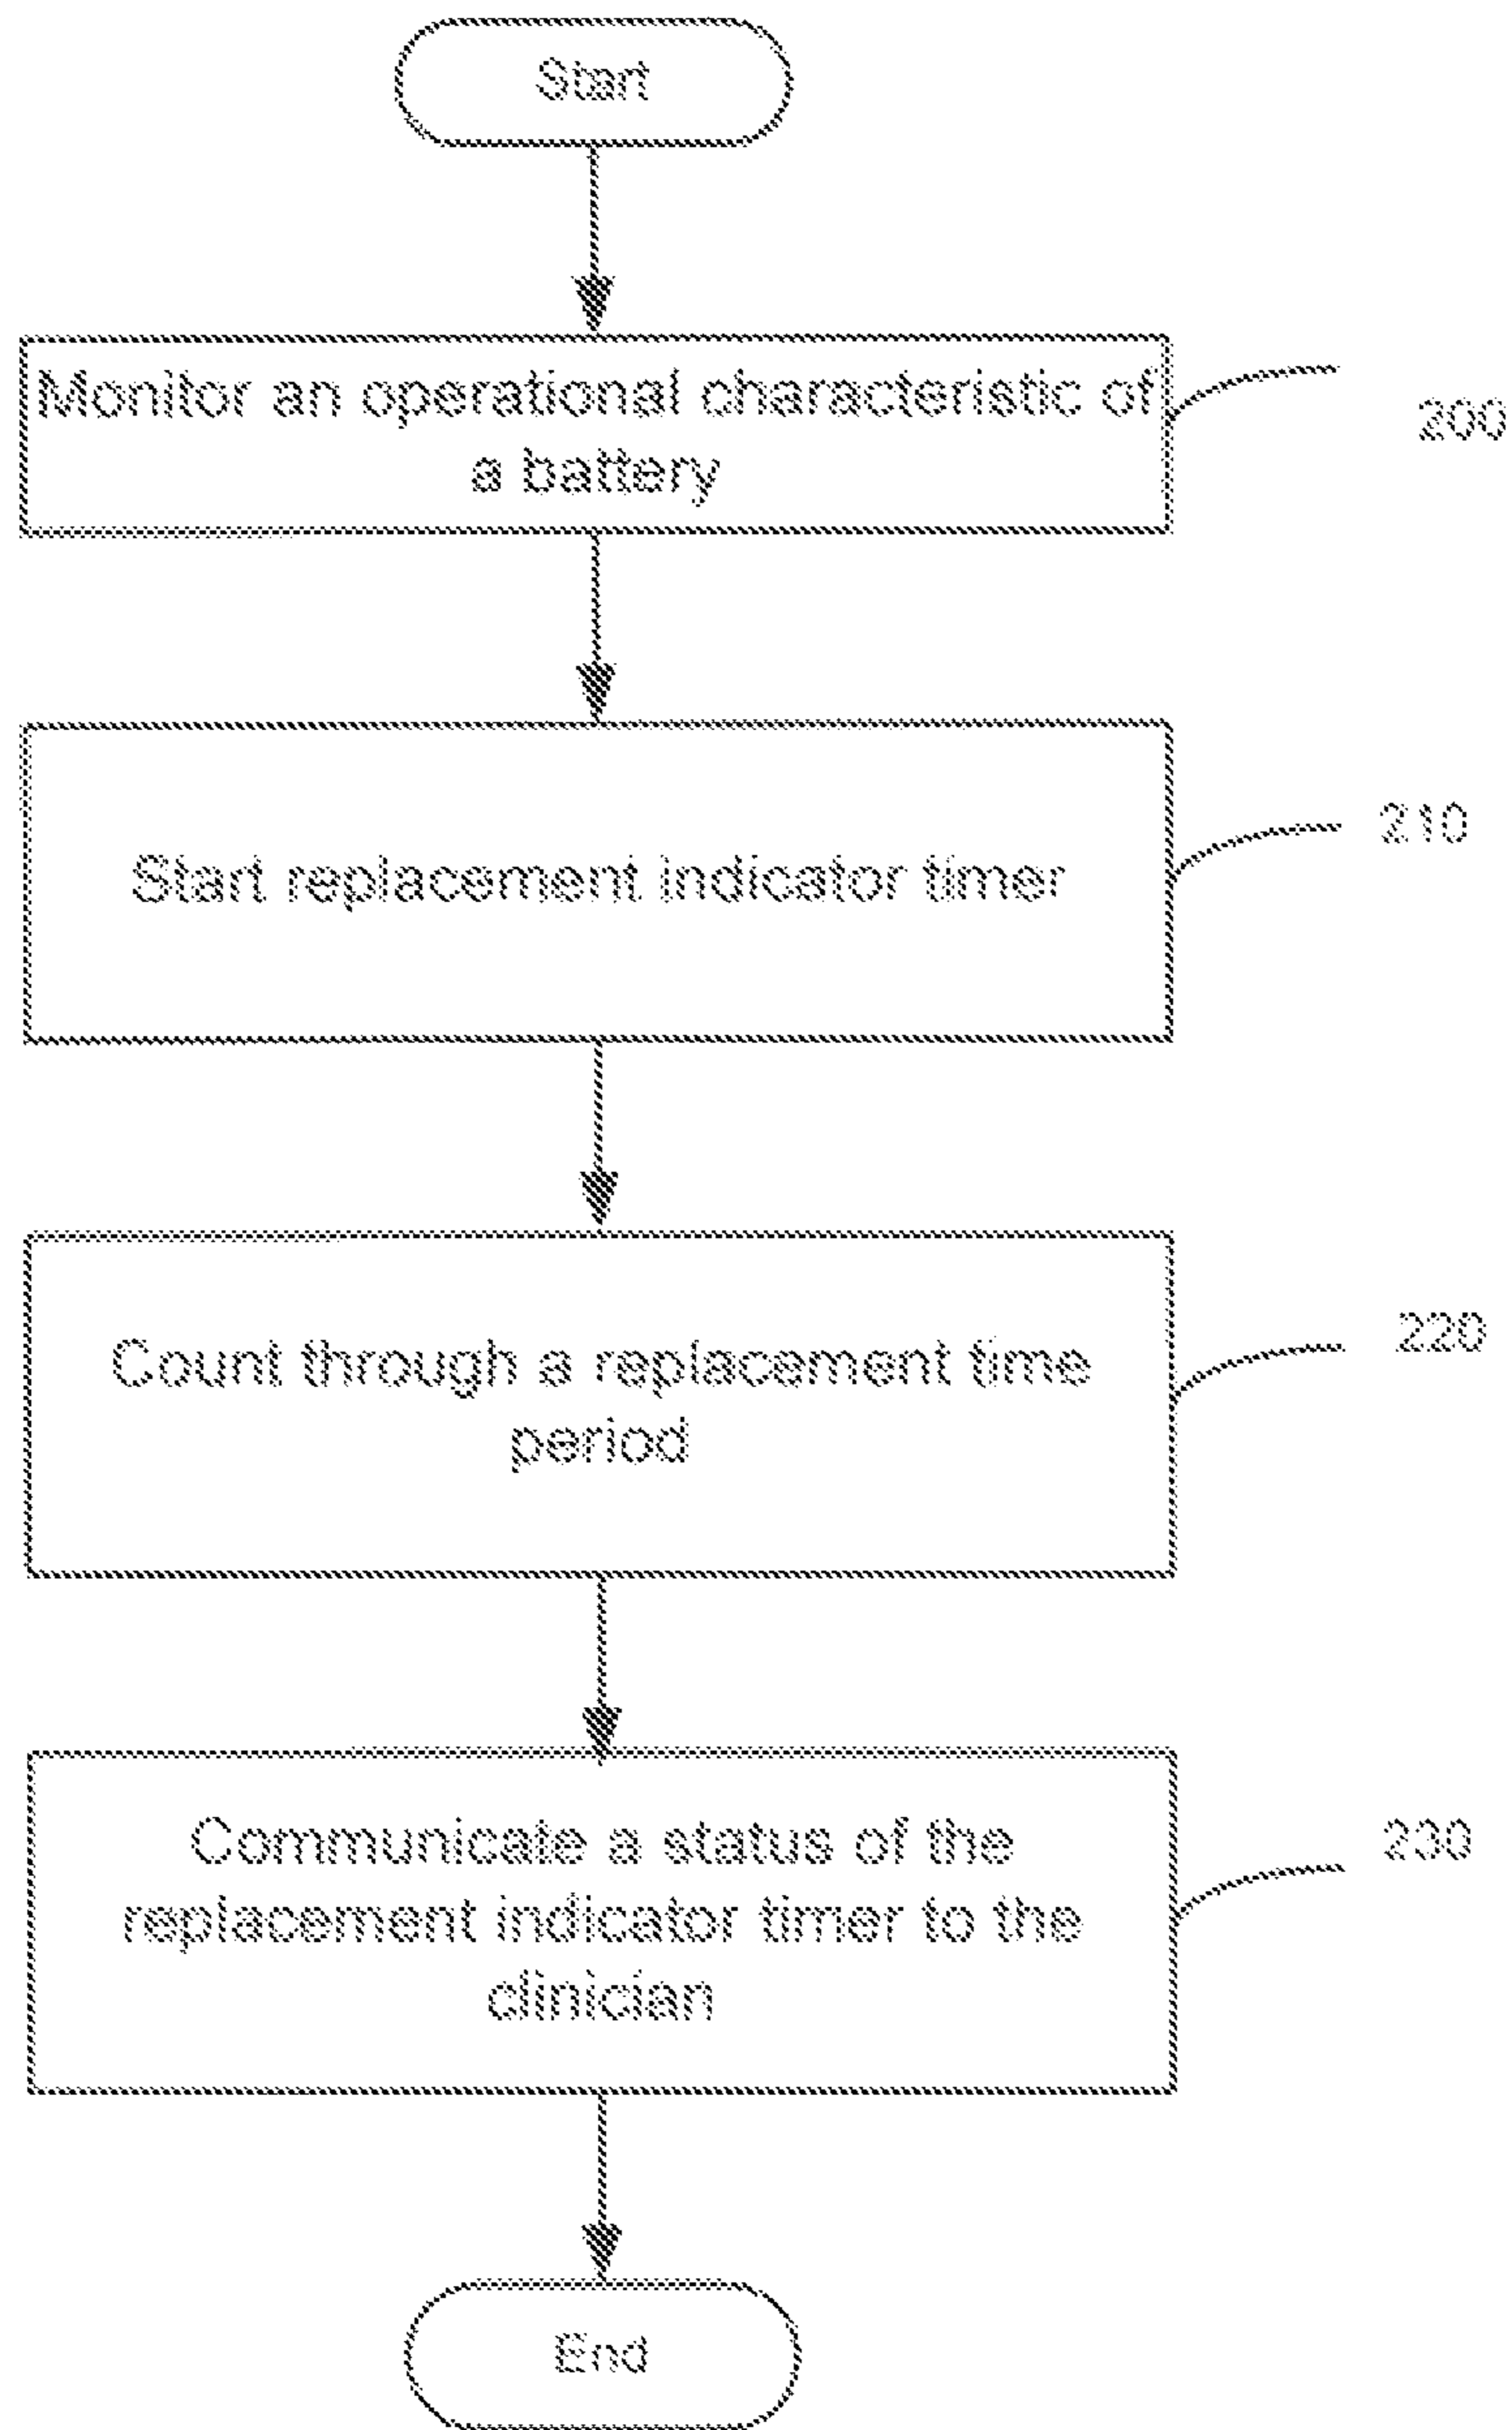 Start
Monitor an operational characteristic of
a battery
200
Start replacement indicator timer
210
Count through a replacement time
period
220
Communicate a status of the
replacement indicator timer to the
clinician
230
End